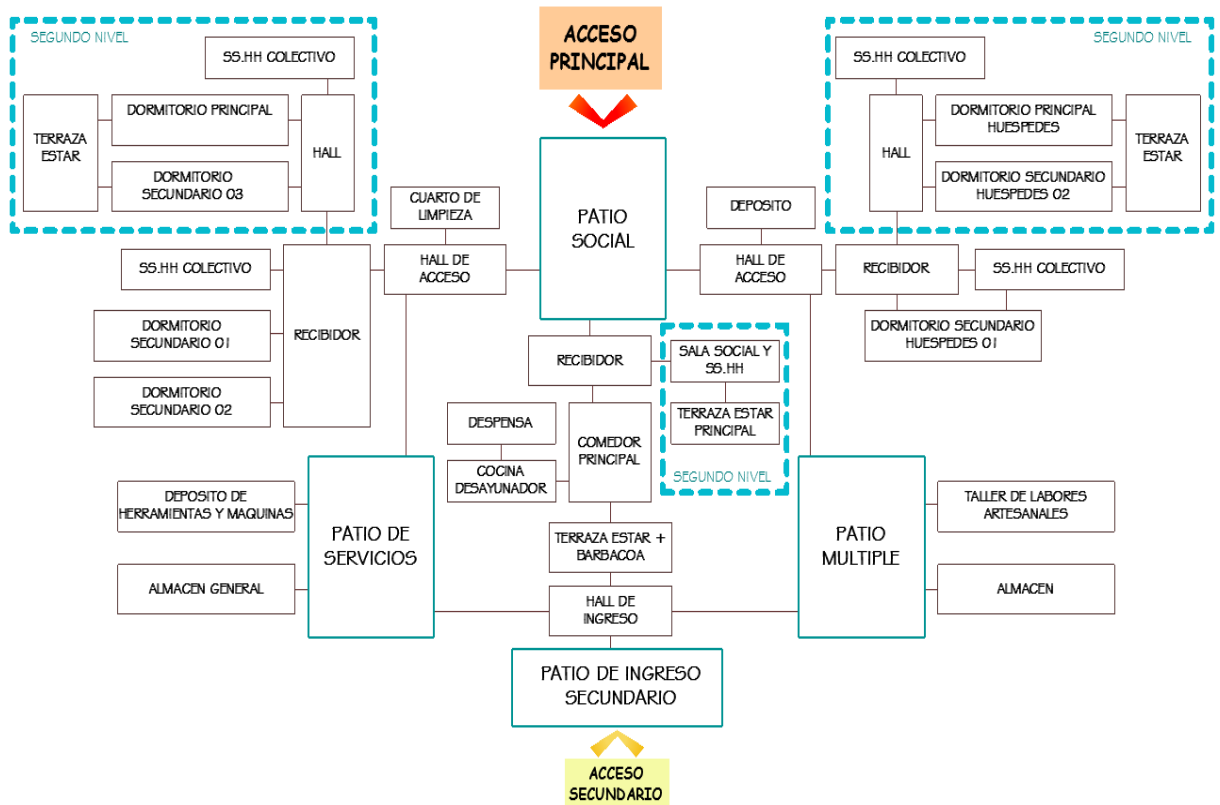 SEGUNDO NIVEL
SS.HH COLECTIVO
DORMITORIO PRINCIPAL
TERRAZA
ESTAR
HALL
DORMITORIO
SECUNDARIO 03
ACCESO
PRINCIPAL
SEGUNDO NIVEL
SS.HH COLECTIVO
DORMITORIO PRINCIPAL
HUESPEDES
HALL
TERRAZA
ESTAR
DORMITORIO SECUNDARIO
HUESPEDES 02
CUARTO DE
LIMPIEZA
PATIO
SOCIAL
DEPOSITO
SS.HH COLECTIVO
HALL DE
ACCESO
HALL DE
ACCESO
RECIBIDOR
SS.HH COLECTIVO
DORMITORIO
SECUNDARIO 01
RECIBIDOR
DORMITORIO SECUNDARIO
HUESPEDES 01
RECIBIDOR
SALA SOCIAL Y
SS.HH
DORMITORIO
SECUNDARIO 02
DESPENSA
COMEDOR
PRINCIPAL
TERRAZA ESTAR
PRINCIPAL
COCINA
DESAYUNADOR
SEGUNDO NIVEL
DEPOSITO DE
HERRAMIENTAS Y MAQUINAS
PATIO DE
SERVICIOS
TERRAZA ESTAR +
BARBACOA
PATIO
MULTIPLE
TALLER DE LABORES
ARTESANALES
ALMACEN GENERAL
HALL DE
INGRESO
ALMACEN
PATIO DE INGRESO
SECUNDARIO
ACCESO
SECUNDARIO